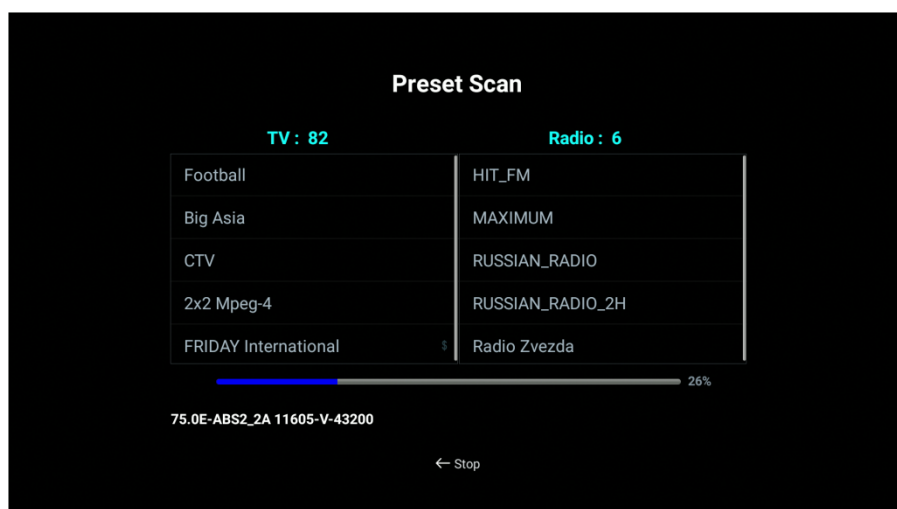 Preset Scan
TV : 82
Radio : 6
Football
HIT_FM
Big Asia
MAXIMUM
CTV
RUSSIAN_RADIO
2x2 Mpeg-4
RUSSIAN_RADIO_2H
FRIDAY International $
Radio Zvezda
26%
75.0E-ABS2_2A 11605-V-43200
← Stop